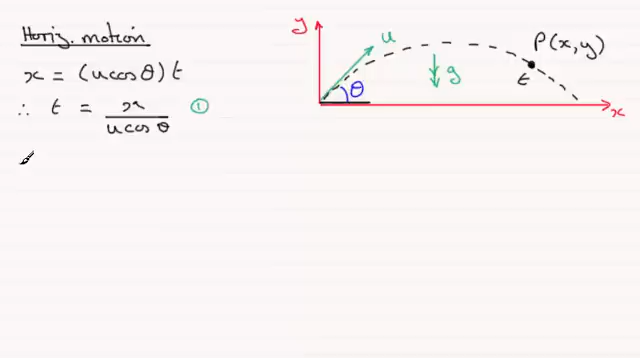 Horiz. motion
x = (u cos θ) t
∴ t = x / (u cos θ) ①
y
u
P(x, y)
θ
g
t
x